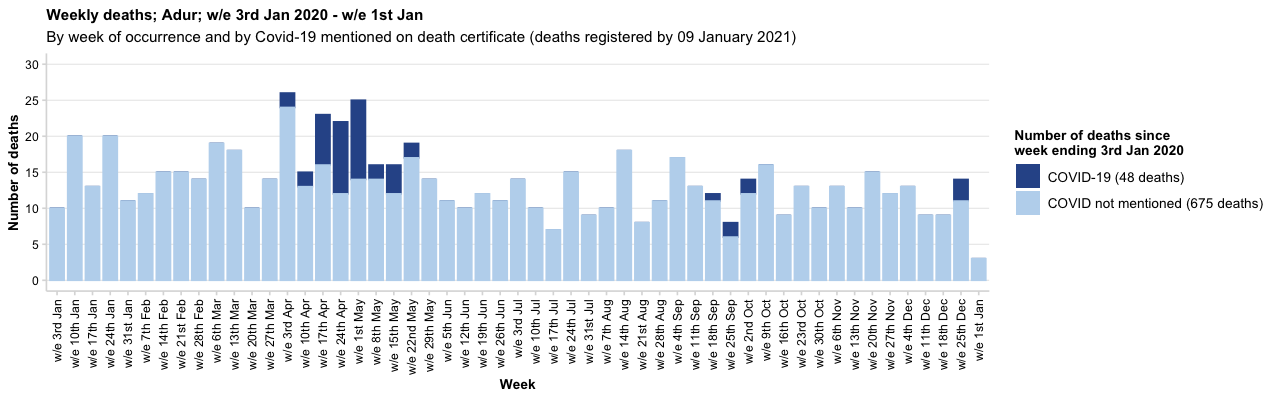 Weekly deaths; Adur; w/e 3rd Jan 2020 - w/e 1st Jan
By week of occurrence and by Covid-19 mentioned on death certificate (deaths registered by 09 January 2021)
Number of deaths
30
25
20
15
10
5
0
w/e 3rd Jan
w/e 10th Jan
w/e 17th Jan
w/e 24th Jan
w/e 31st Jan
w/e 7th Feb
w/e 14th Feb
w/e 21st Feb
w/e 28th Feb
w/e 6th Mar
w/e 13th Mar
w/e 20th Mar
w/e 27th Mar
w/e 3rd Apr
w/e 10th Apr
w/e 17th Apr
w/e 24th Apr
w/e 1st May
w/e 8th May
w/e 15th May
w/e 22nd May
w/e 29th May
w/e 5th Jun
w/e 12th Jun
w/e 19th Jun
w/e 26th Jun
w/e 3rd Jul
w/e 10th Jul
w/e 17th Jul
w/e 24th Jul
w/e 31st Jul
w/e 7th Aug
w/e 14th Aug
w/e 21st Aug
w/e 28th Aug
w/e 4th Sep
w/e 11th Sep
w/e 18th Sep
w/e 25th Sep
w/e 2nd Oct
w/e 9th Oct
w/e 16th Oct
w/e 23rd Oct
w/e 30th Oct
w/e 6th Nov
w/e 13th Nov
w/e 20th Nov
w/e 27th Nov
w/e 4th Dec
w/e 11th Dec
w/e 18th Dec
w/e 25th Dec
w/e 1st Jan
Week
Number of deaths since
week ending 3rd Jan 2020
COVID-19 (48 deaths)
COVID not mentioned (675 deaths)